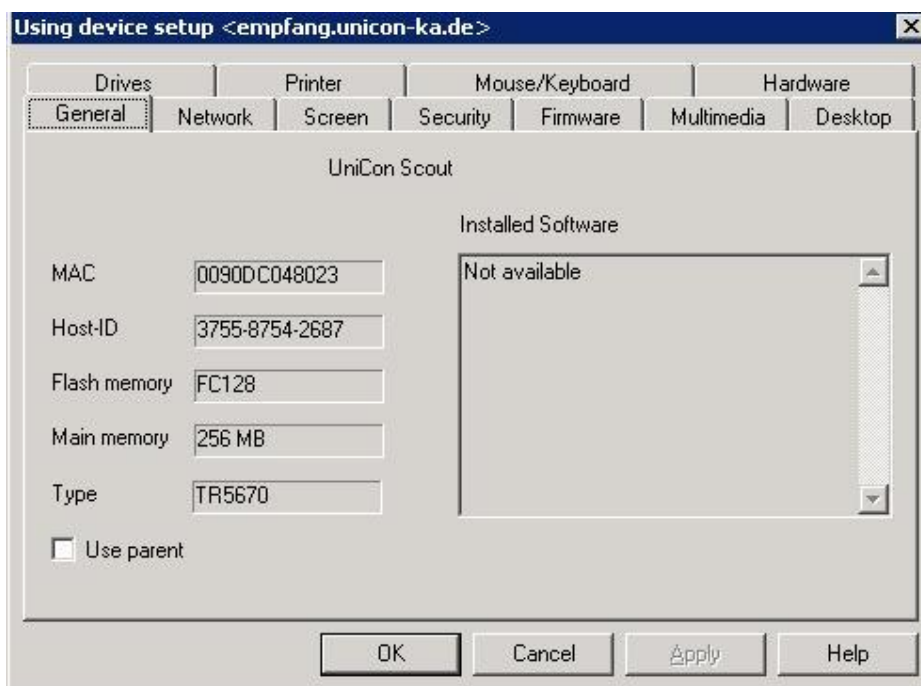 Using device setup <empfang.unicon-ka.de>
Drives Printer Mouse/Keyboard Hardware
General Network Screen Security Firmware Multimedia Desktop
UniCon Scout
Installed Software
MAC 0090DC048023 Not available
Host-ID 3755-8754-2687
Flash memory FC128
Main memory 256 MB
Type TR5670
Use parent
OK Cancel Apply Help